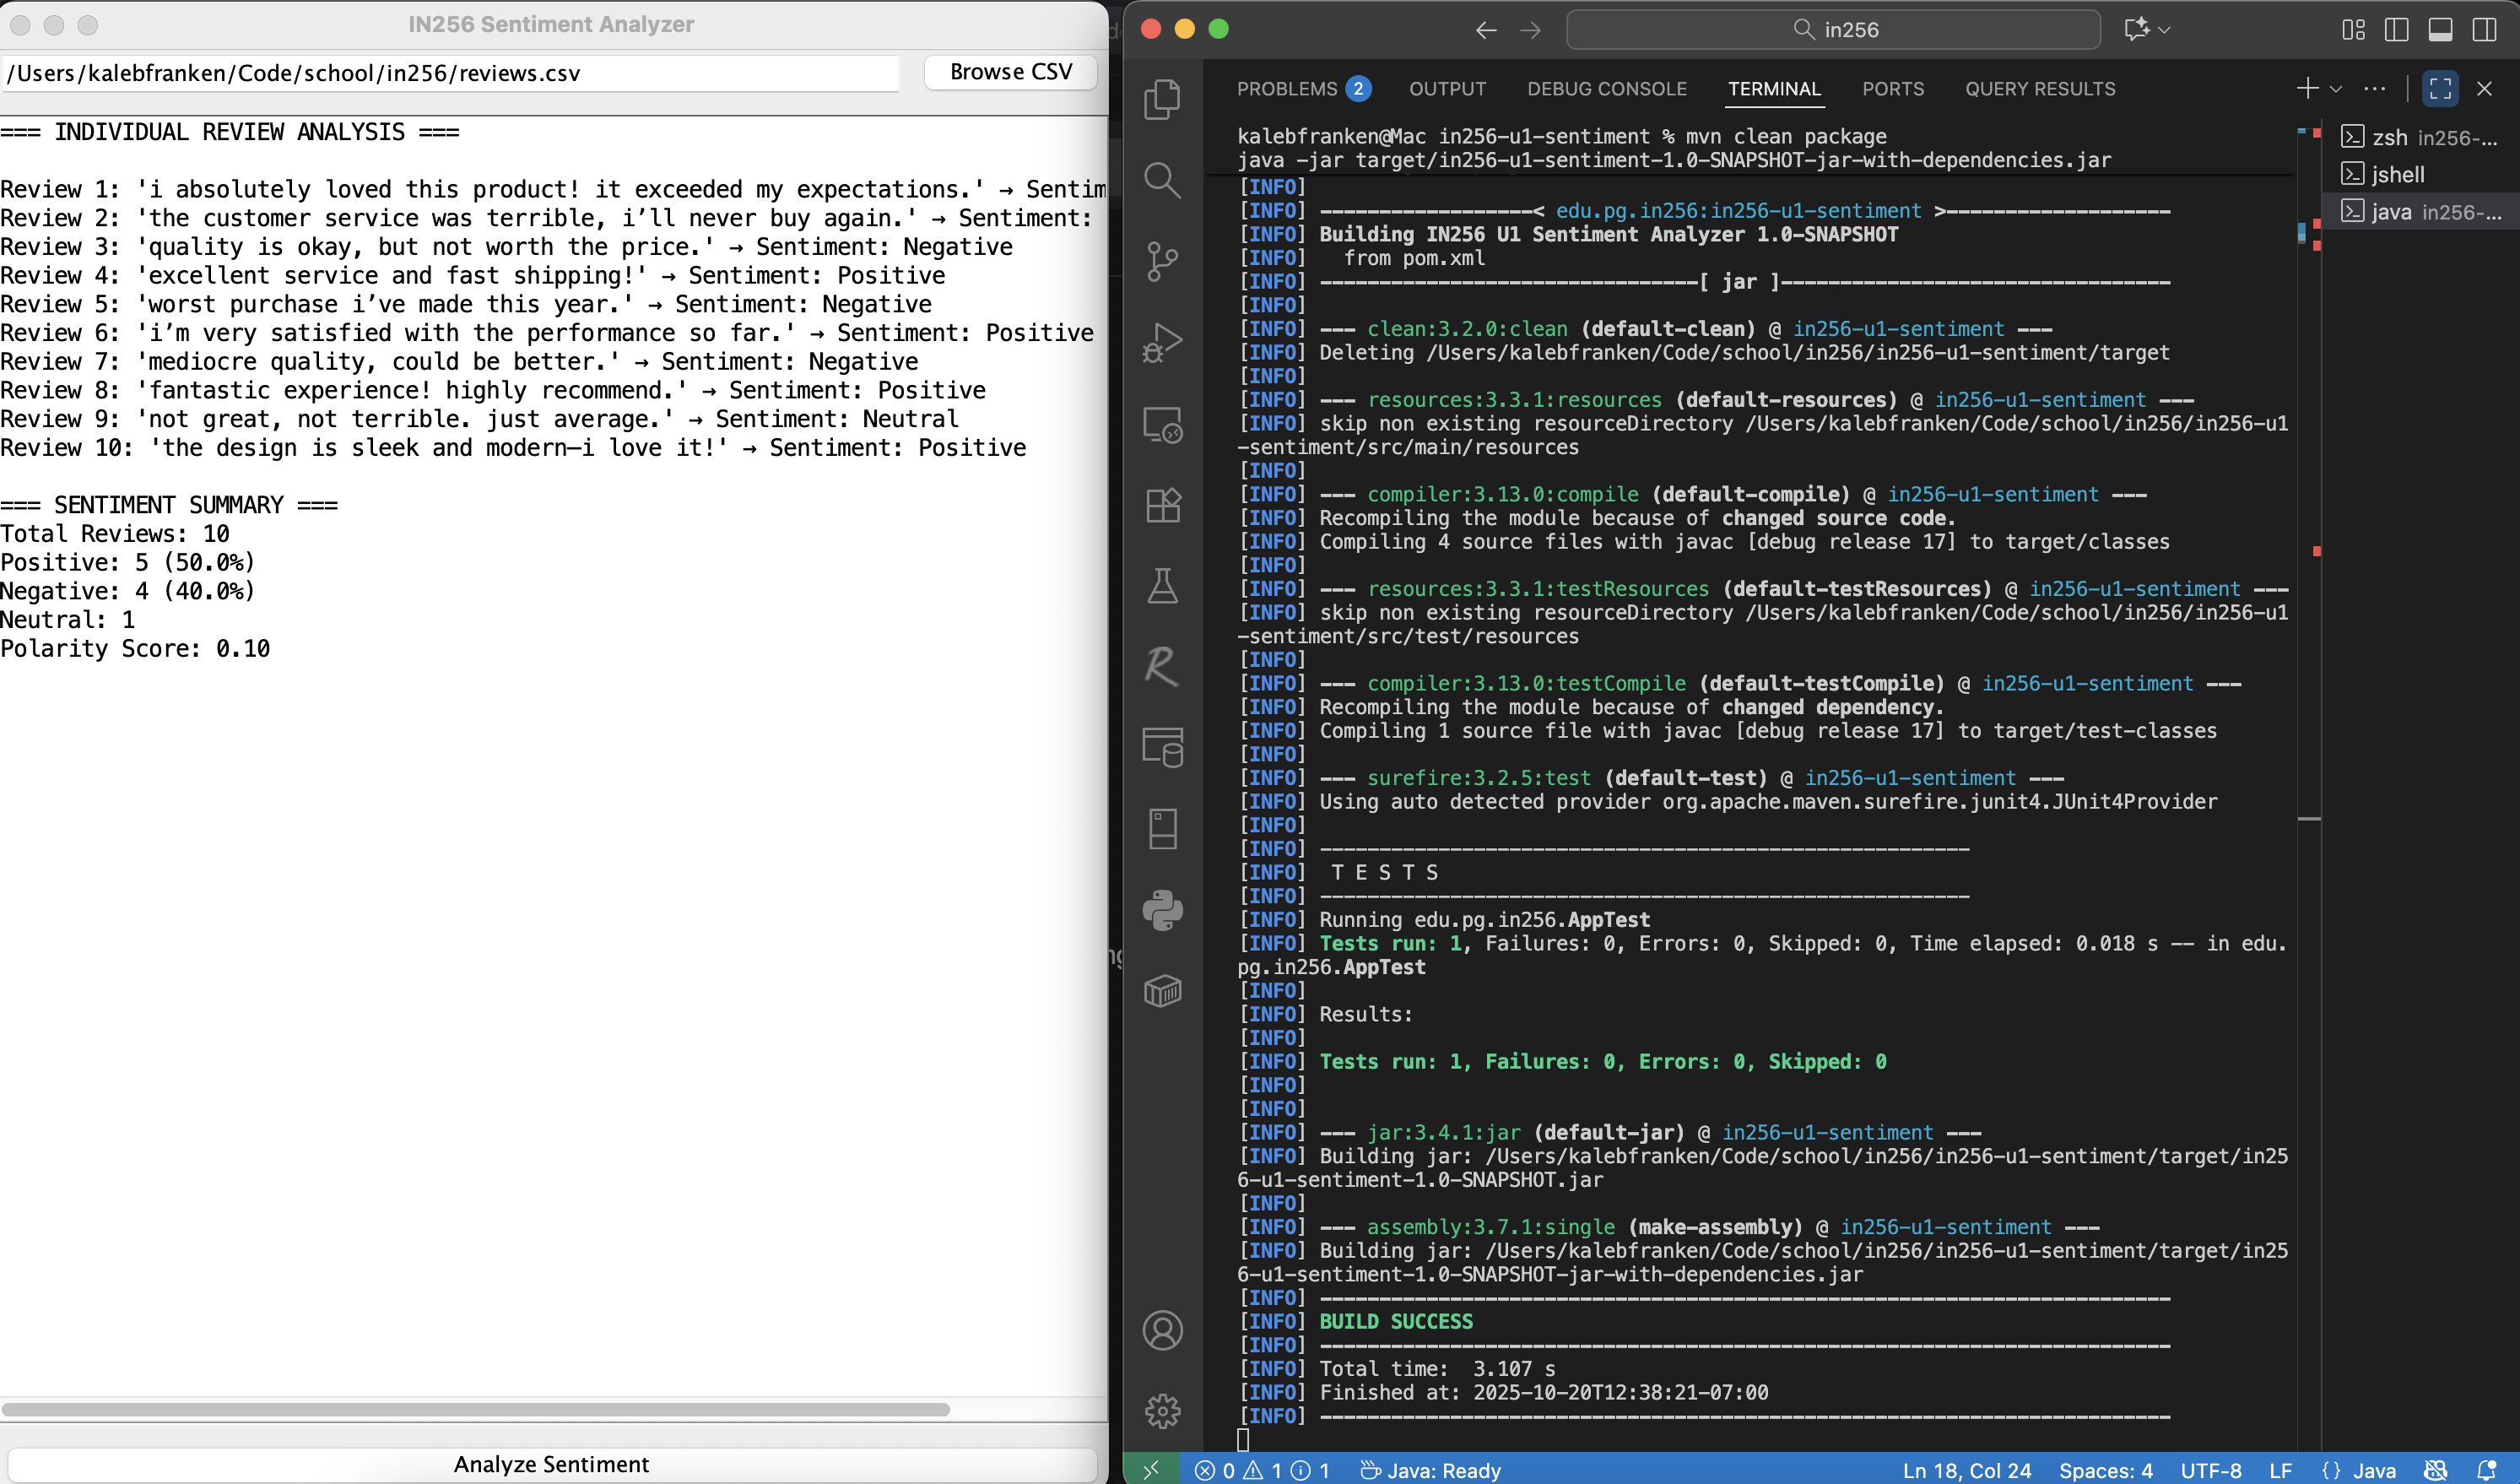 IN256 Sentiment Analyzer
/Users/kalebfranken/Code/school/in256/reviews.csv
Browse CSV
=== INDIVIDUAL REVIEW ANALYSIS ===
Review 1: 'i absolutely loved this product! it exceeded my expectations.' → Sentim
Review 2: 'the customer service was terrible, i’ll never buy again.' → Sentiment:
Review 3: 'quality is okay, but not worth the price.' → Sentiment: Negative
Review 4: 'excellent service and fast shipping!' → Sentiment: Positive
Review 5: 'worst purchase i’ve made this year.' → Sentiment: Negative
Review 6: 'i’m very satisfied with the performance so far.' → Sentiment: Positive
Review 7: 'mediocre quality, could be better.' → Sentiment: Negative
Review 8: 'fantastic experience! highly recommend.' → Sentiment: Positive
Review 9: 'not great, not terrible. just average.' → Sentiment: Neutral
Review 10: 'the design is sleek and modern—i love it!' → Sentiment: Positive
=== SENTIMENT SUMMARY ===
Total Reviews: 10
Positive: 5 (50.0%)
Negative: 4 (40.0%)
Neutral: 1
Polarity Score: 0.10
Analyze Sentiment
in256
PROBLEMS 2 OUTPUT DEBUG CONSOLE TERMINAL PORTS QUERY RESULTS
kalebfranken@Mac in256-u1-sentiment % mvn clean package
java -jar target/in256-u1-sentiment-1.0-SNAPSHOT-jar-with-dependencies.jar
[INFO]
[INFO] ------------------< edu.pg.in256:in256-u1-sentiment >-------------------
[INFO] Building IN256 U1 Sentiment Analyzer 1.0-SNAPSHOT
[INFO]   from pom.xml
[INFO] --------------------------------[ jar ]---------------------------------
[INFO]
[INFO] --- clean:3.2.0:clean (default-clean) @ in256-u1-sentiment ---
[INFO] Deleting /Users/kalebfranken/Code/school/in256/in256-u1-sentiment/target
[INFO]
[INFO] --- resources:3.3.1:resources (default-resources) @ in256-u1-sentiment ---
[INFO] skip non existing resourceDirectory /Users/kalebfranken/Code/school/in256/in256-u1
-sentiment/src/main/resources
[INFO]
[INFO] --- compiler:3.13.0:compile (default-compile) @ in256-u1-sentiment ---
[INFO] Recompiling the module because of changed source code.
[INFO] Compiling 4 source files with javac [debug release 17] to target/classes
[INFO]
[INFO] --- resources:3.3.1:testResources (default-testResources) @ in256-u1-sentiment ---
[INFO] skip non existing resourceDirectory /Users/kalebfranken/Code/school/in256/in256-u1
-sentiment/src/test/resources
[INFO]
[INFO] --- compiler:3.13.0:testCompile (default-testCompile) @ in256-u1-sentiment ---
[INFO] Recompiling the module because of changed dependency.
[INFO] Compiling 1 source file with javac [debug release 17] to target/test-classes
[INFO]
[INFO] --- surefire:3.2.5:test (default-test) @ in256-u1-sentiment ---
[INFO] Using auto detected provider org.apache.maven.surefire.junit4.JUnit4Provider
[INFO]
[INFO] -------------------------------------------------------
[INFO]  T E S T S
[INFO] -------------------------------------------------------
[INFO] Running edu.pg.in256.AppTest
[INFO] Tests run: 1, Failures: 0, Errors: 0, Skipped: 0, Time elapsed: 0.018 s -- in edu.
pg.in256.AppTest
[INFO]
[INFO] Results:
[INFO]
[INFO] Tests run: 1, Failures: 0, Errors: 0, Skipped: 0
[INFO]
[INFO]
[INFO] --- jar:3.4.1:jar (default-jar) @ in256-u1-sentiment ---
[INFO] Building jar: /Users/kalebfranken/Code/school/in256/in256-u1-sentiment/target/in25
6-u1-sentiment-1.0-SNAPSHOT.jar
[INFO]
[INFO] --- assembly:3.7.1:single (make-assembly) @ in256-u1-sentiment ---
[INFO] Building jar: /Users/kalebfranken/Code/school/in256/in256-u1-sentiment/target/in25
6-u1-sentiment-1.0-SNAPSHOT-jar-with-dependencies.jar
[INFO] ------------------------------------------------------------------------
[INFO] BUILD SUCCESS
[INFO] ------------------------------------------------------------------------
[INFO] Total time:  3.107 s
[INFO] Finished at: 2025-10-20T12:38:21-07:00
[INFO] ------------------------------------------------------------------------
zsh in256-...
jshell
java in256-...
0 1 1 Java: Ready Ln 18, Col 24 Spaces: 4 UTF-8 LF {} Java